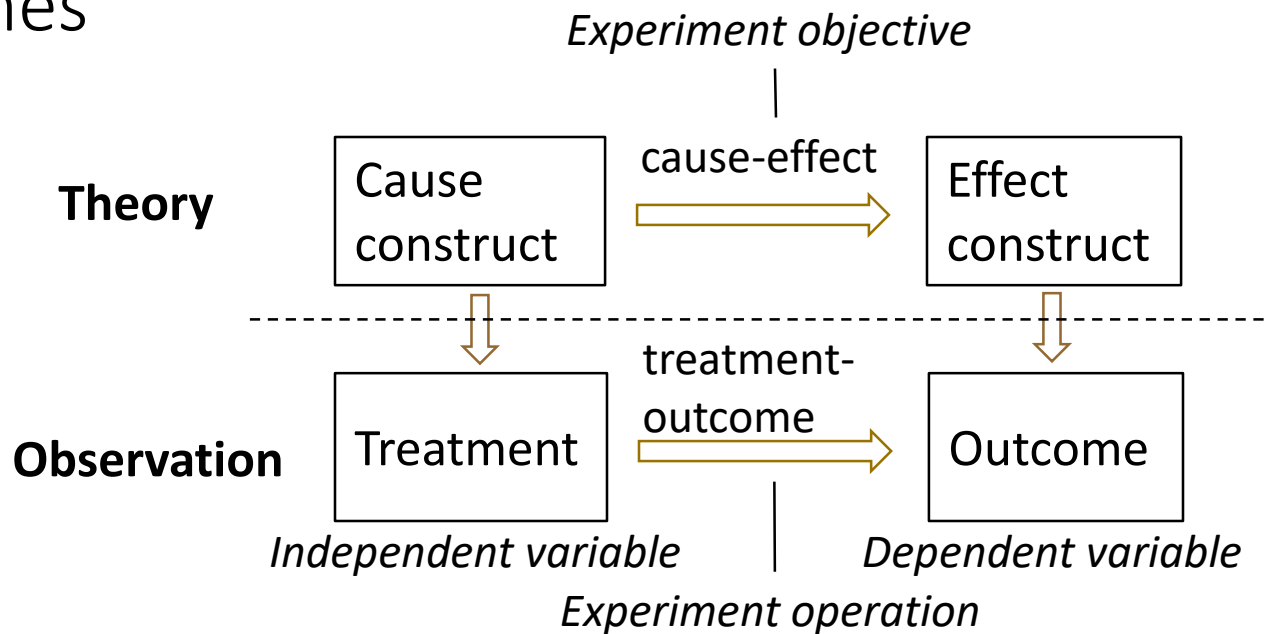 Experiment objective
Theory
Cause
construct
cause-effect
Effect
construct
treatment-
outcome
Observation
Treatment
Outcome
Independent variable
Dependent variable
Experiment operation